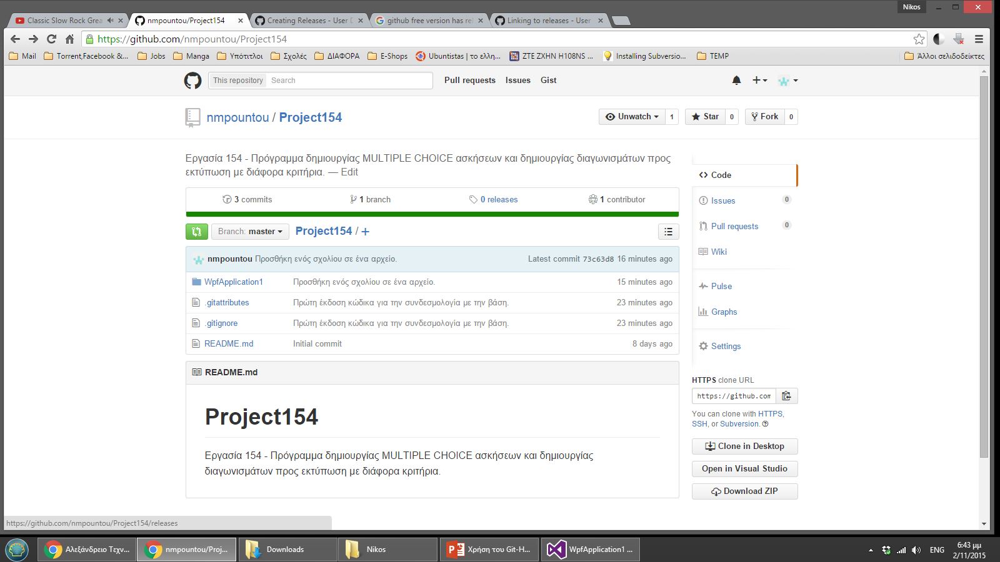 Nikos
Classic Slow Rock Grea
nmpountou/Project154
Creating Releases - User D
github free version has rel
Linking to releases - User
https://github.com/nmpountou/Project154
Mail
Torrent,Facebook &...
Jobs
Manga
Υπότιτλοι
Σχολές
ΔΙΑΦΟΡΑ
E-Shops
Ubuntistas | το ελλη...
ZTE ZXHN H108NS ...
Installing Subversio...
TEMP
Άλλοι σελιδοδείκτες
This repository
Search
Pull requests
Issues
Gist
nmpountou / Project154
Unwatch 1
Star 0
Fork 0
Εργασία 154 - Πρόγραμμα δημιουργίας MULTIPLE CHOICE ασκήσεων και δημιουργίας διαγωνισμάτων προς
εκτύπωση με διάφορα κριτήρια. — Edit
3 commits
1 branch
0 releases
1 contributor
Branch: master
Project154 / +
nmpountou Προσθήκη ενός σχολίου σε ένα αρχείο.
Latest commit 73c63d8 16 minutes ago
WpfApplication1 Προσθήκη ενός σχολίου σε ένα αρχείο. 15 minutes ago
.gitattributes Πρώτη έκδοση κώδικα για την συνδεσμολογία με την βάση. 23 minutes ago
.gitignore Πρώτη έκδοση κώδικα για την συνδεσμολογία με την βάση. 23 minutes ago
README.md Initial commit 8 days ago
README.md
Project154
Εργασία 154 - Πρόγραμμα δημιουργίας MULTIPLE CHOICE ασκήσεων και δημιουργίας
διαγωνισμάτων προς εκτύπωση με διάφορα κριτήρια.
Code
Issues 0
Pull requests 0
Wiki
Pulse
Graphs
Settings
HTTPS clone URL
https://github.com
You can clone with HTTPS,
SSH, or Subversion.
Clone in Desktop
Open in Visual Studio
Download ZIP
https://github.com/nmpountou/Project154/releases
Αλεξάνδρειο Τεχν...
nmpountou/Proj...
Downloads
Nikos
Χρήση του Git-H...
WpfApplication1 ...
ENG
6:43 μμ
2/11/2015